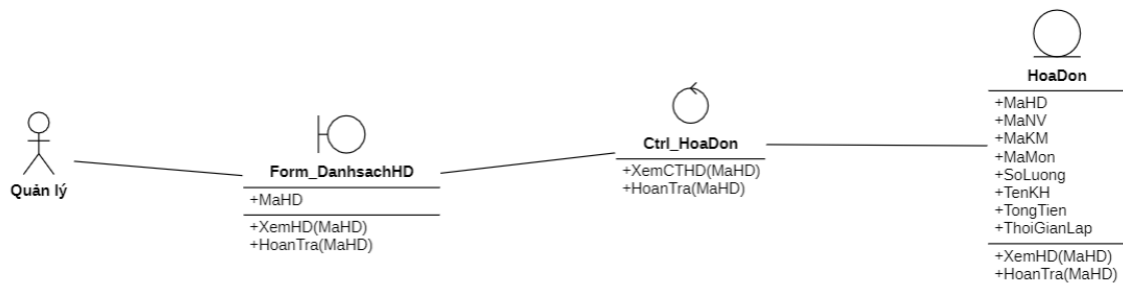 Quản lý
Form_DanhsachHD
+MaHD
+XemHD(MaHD)
+HoanTra(MaHD)
Ctrl_HoaDon
+XemCTHD(MaHD)
+HoanTra(MaHD)
HoaDon
+MaHD
+MaNV
+MaKM
+MaMon
+SoLuong
+TenKH
+TongTien
+ThoiGianLap
+XemHD(MaHD)
+HoanTra(MaHD)